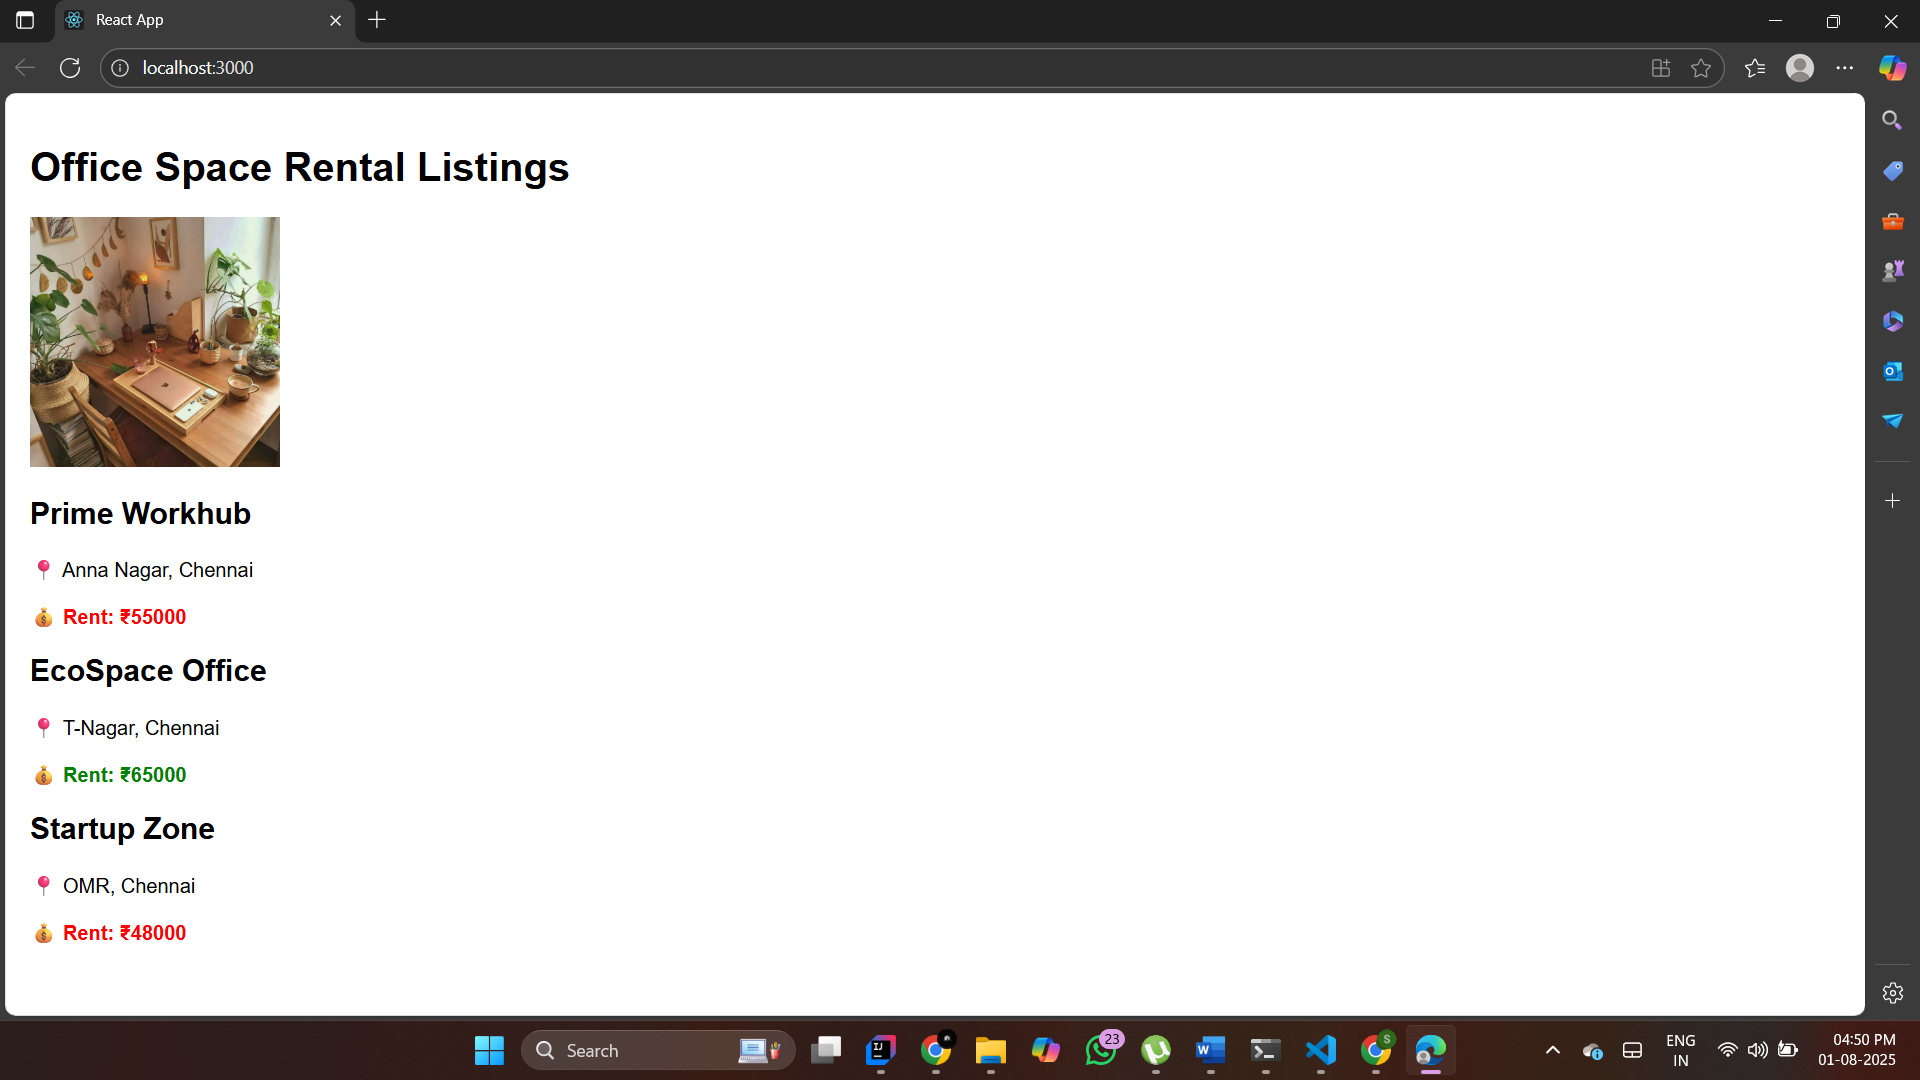 React App
localhost:3000
Office Space Rental Listings
Prime Workhub
📍 Anna Nagar, Chennai
💰 Rent: ₹55000
EcoSpace Office
📍 T-Nagar, Chennai
💰 Rent: ₹65000
Startup Zone
📍 OMR, Chennai
💰 Rent: ₹48000
Search
23
ENG
IN
04:50 PM
01-08-2025